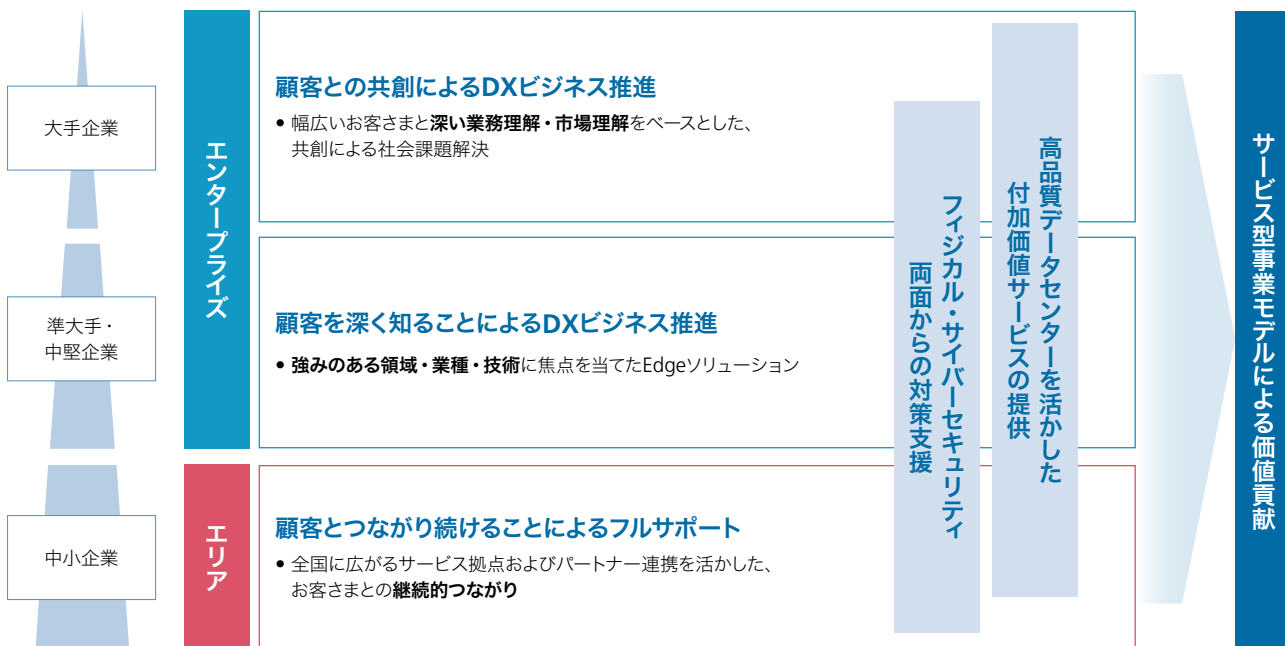 大手企業
準大手・
中堅企業
中小企業
エンタープライズ
エリア
顧客との共創によるDXビジネス推進
• 幅広いお客さまと深い業務理解・市場理解をベースとした、
共創による社会課題解決
顧客を深く知ることによるDXビジネス推進
• 強みのある領域・業種・技術に焦点を当てたEdgeソリューション
顧客とつながり続けることによるフルサポート
• 全国に広がるサービス拠点およびパートナー連携を活かした、
お客さまとの継続的つながり
フィジカル・サイバーセキュリティ
両面からの対策支援
高品質データセンターを活かした
付加価値サービスの提供
サービス型事業モデルによる価値貢献